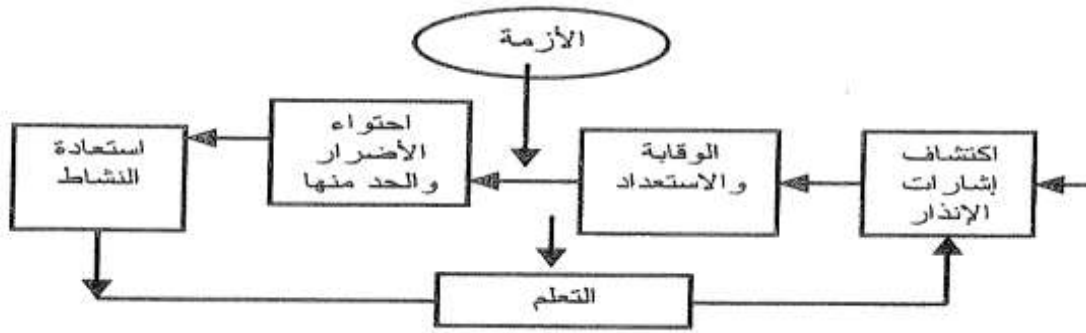 الأزمة
اكتشاف
إشارات
الإنذار
الوقاية
والاستعداد
احتواء
الأضرار
والحد منها
استعادة
النشاط
التعلم